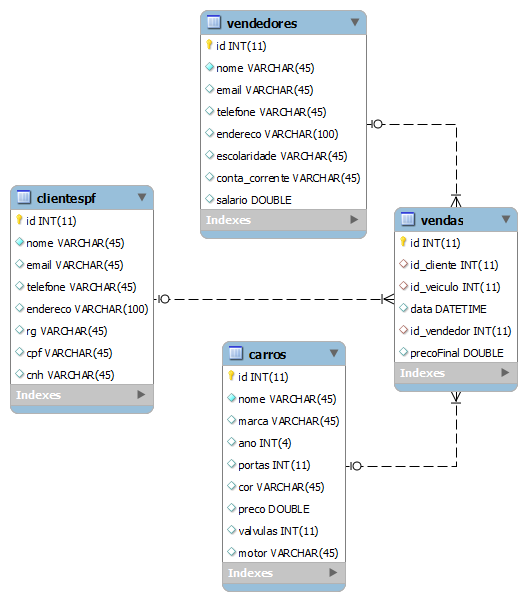 vendedores
id INT(11)
nome VARCHAR(45)
email VARCHAR(45)
telefone VARCHAR(45)
endereco VARCHAR(100)
escolaridade VARCHAR(45)
conta_corrente VARCHAR(45)
salario DOUBLE
Indexes
clientespf
id INT(11)
nome VARCHAR(45)
email VARCHAR(45)
telefone VARCHAR(45)
endereco VARCHAR(100)
rg VARCHAR(45)
cpf VARCHAR(45)
cnh VARCHAR(45)
Indexes
vendas
id INT(11)
id_cliente INT(11)
id_veiculo INT(11)
data DATETIME
id_vendedor INT(11)
precoFinal DOUBLE
Indexes
carros
id INT(11)
nome VARCHAR(45)
marca VARCHAR(45)
ano INT(4)
portas INT(11)
cor VARCHAR(45)
preco DOUBLE
valvulas INT(11)
motor VARCHAR(45)
Indexes